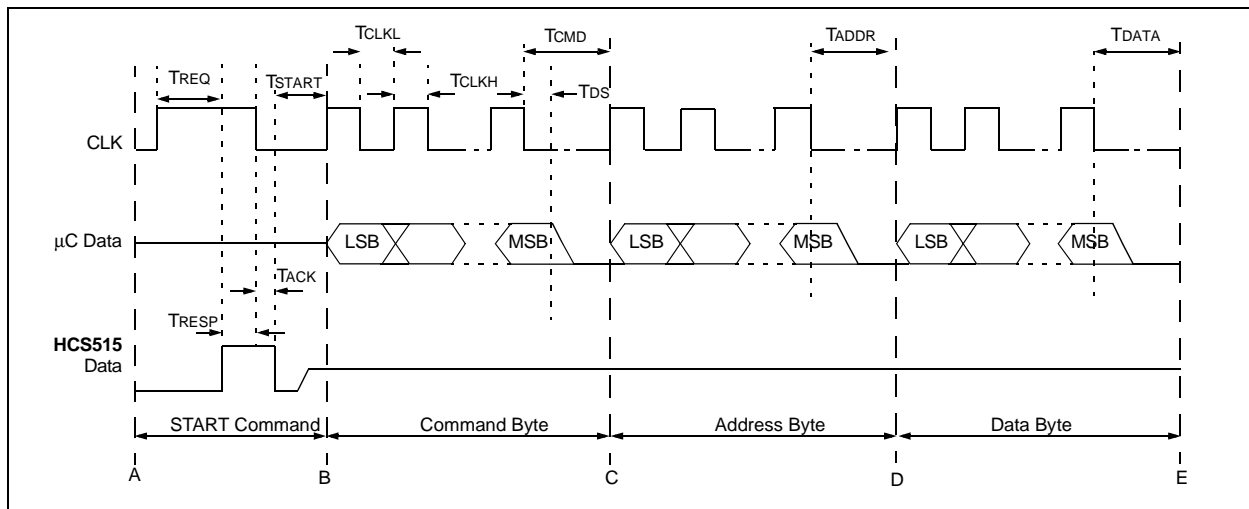 TCLKL TCMD TADDR TDATA
TREQ TSTART TCLKH TDS
CLK
µC Data LSB MSB LSB MSB LSB MSB
TACK
TRESP
HCS515
Data
START Command Command Byte Address Byte Data Byte
A B C D E